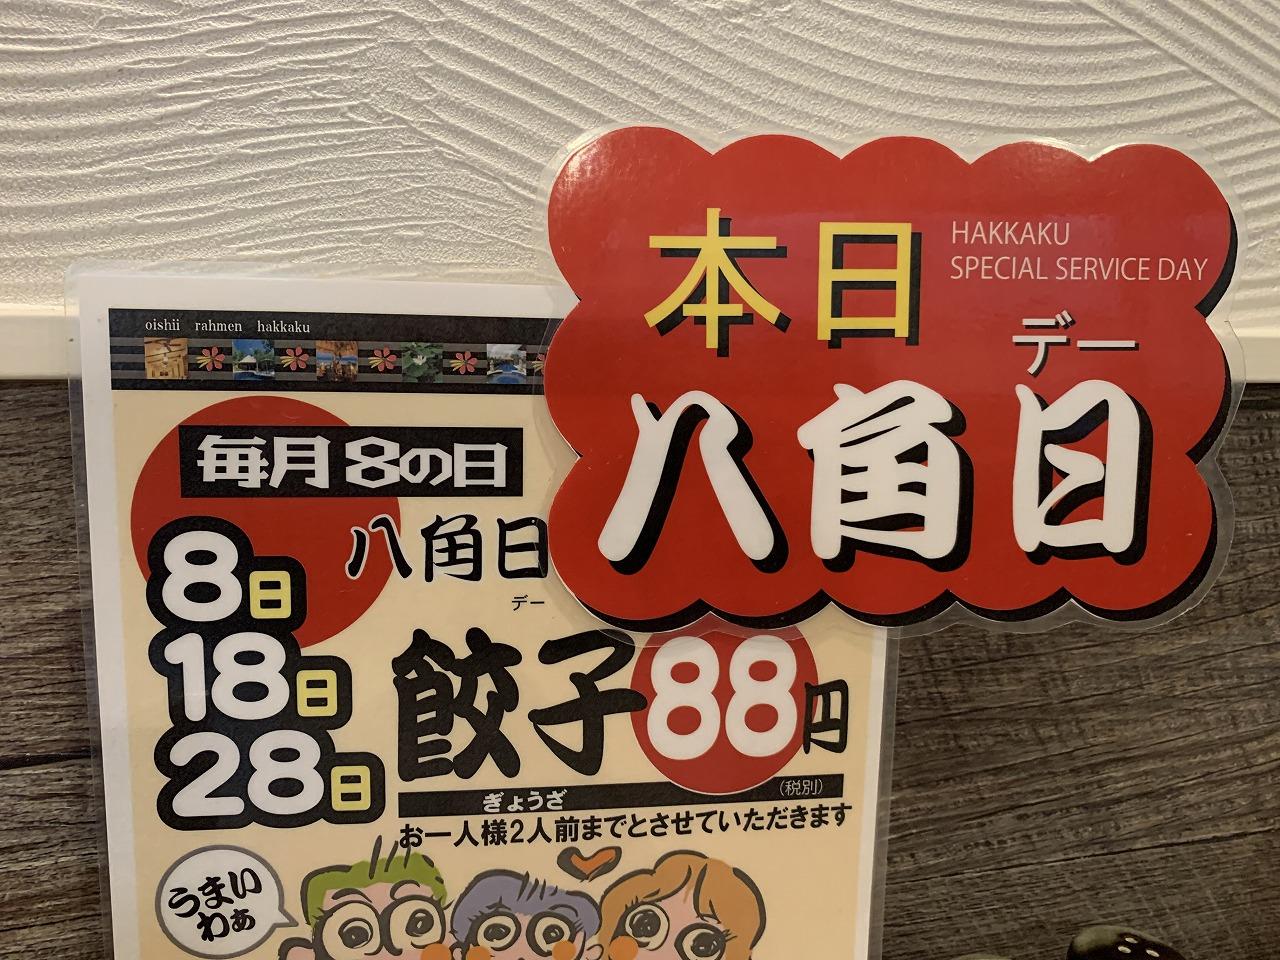 本日
HAKKAKU
SPECIAL SERVICE DAY
デー
八角日
oishii rahmen hakkaku
毎月8の日
八角日
デー
8日
18日
28日
餃子88円
ぎょうざ
(税別)
お一人様2人前までとさせていただきます
うまい
わぁ